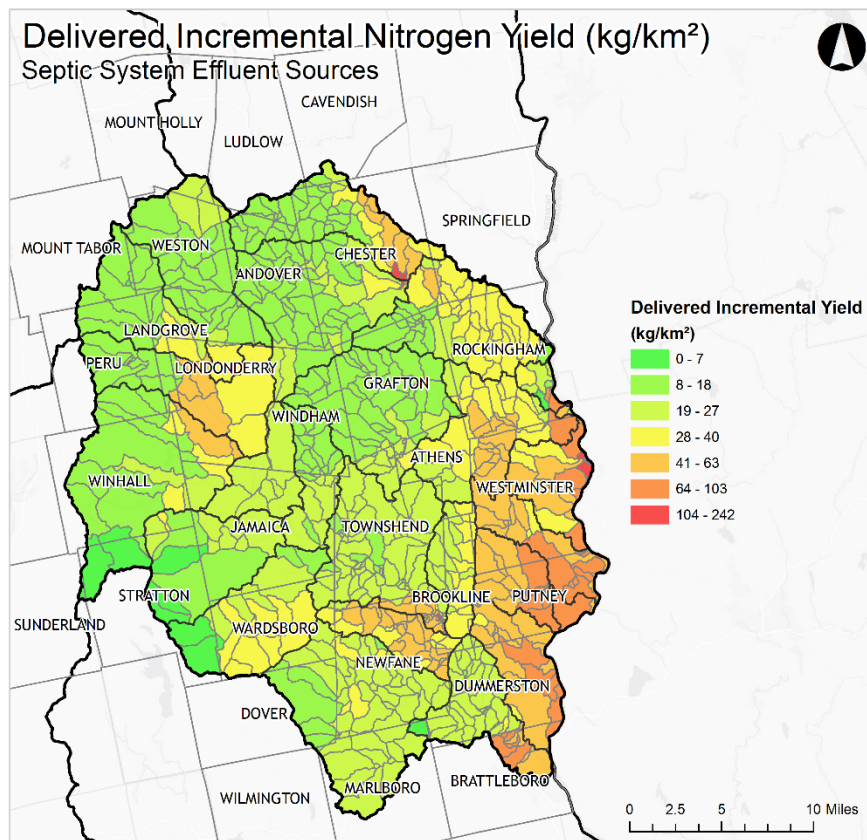 Delivered Incremental Nitrogen Yield (kg/km²)
Septic System Effluent Sources
CAVENDISH
MOUNT HOLLY
LUDLOW
SPRINGFIELD
MOUNT TABOR
WESTON
CHESTER
ANDOVER
LANDGROVE
PERU
LONDONDERRY
ROCKINGHAM
GRAFTON
WINDHAM
ATHENS
WINHALL
WESTMINSTER
JAMAICA
TOWNSHEND
STRATTON
BROOKLINE
PUTNEY
SUNDERLAND
WARDSBORO
NEWFANE
DUMMERSTON
DOVER
BRATTLEBORO
MARLBORO
WILMINGTON
Delivered Incremental Yield
(kg/km²)
0 - 7
8 - 18
19 - 27
28 - 40
41 - 63
64 - 103
104 - 242
0 2.5 5 10 Miles